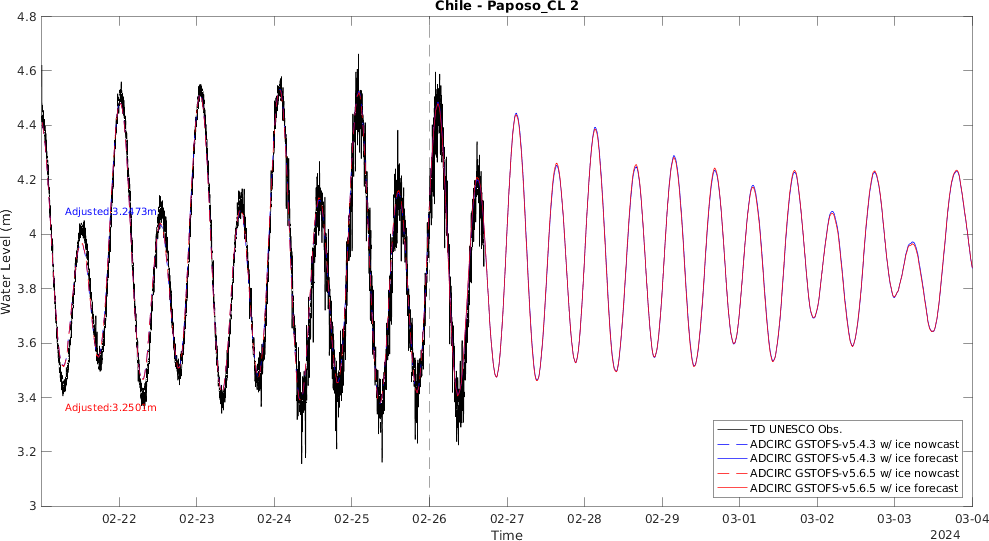 Chile - Paposo_CL 2
4.8
4.6
4.4
4.2
4
3.8
3.6
3.4
3.2
3
Water Level (m)
Adjusted:3.2473m
Adjusted:3.2501m
TD UNESCO Obs.
ADCIRC GSTOFS-v5.4.3 w/ ice nowcast
ADCIRC GSTOFS-v5.4.3 w/ ice forecast
ADCIRC GSTOFS-v5.6.5 w/ ice nowcast
ADCIRC GSTOFS-v5.6.5 w/ ice forecast
02-22 02-23 02-24 02-25 02-26 02-27 02-28 02-29 03-01 03-02 03-03 03-04
Time
2024